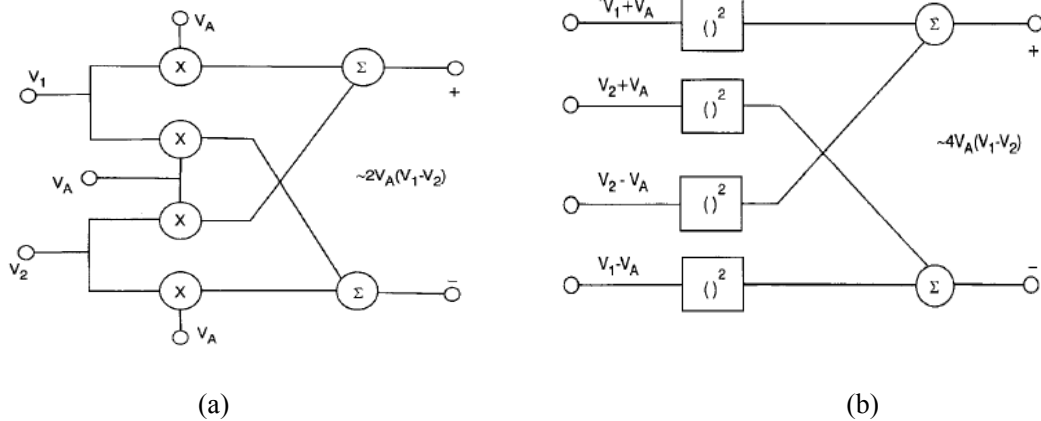 V_A
X
Σ
V_1
+
X
V_A
~2V_A(V_1-V_2)
X
V_2
X
Σ
−
V_A
(a)
V_1+V_A
( )^2
Σ
+
V_2+V_A
( )^2
~4V_A(V_1-V_2)
V_2 - V_A
( )^2
V_1-V_A
( )^2
Σ
−
(b)